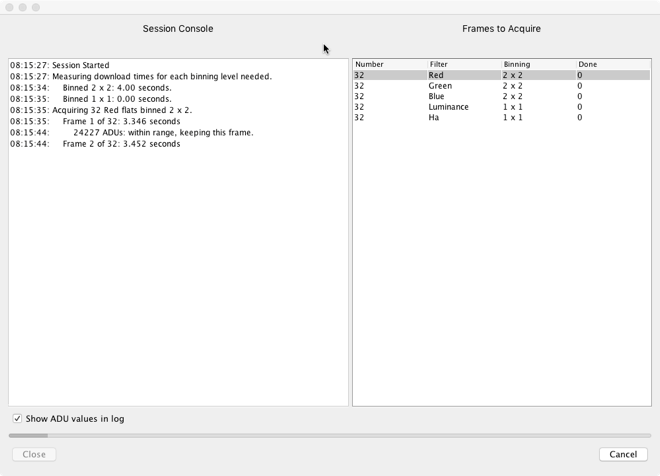 Session Console
Frames to Acquire
08:15:27: Session Started
08:15:27: Measuring download times for each binning level needed.
08:15:34: Binned 2 x 2: 4.00 seconds.
08:15:35: Binned 1 x 1: 0.00 seconds.
08:15:35: Acquiring 32 Red flats binned 2 x 2.
08:15:35: Frame 1 of 32: 3.346 seconds
08:15:44: 24227 ADUs: within range, keeping this frame.
08:15:44: Frame 2 of 32: 3.452 seconds
Number Filter Binning Done
32 Red 2 x 2 0
32 Green 2 x 2 0
32 Blue 2 x 2 0
32 Luminance 1 x 1 0
32 Ha 1 x 1 0
Show ADU values in log
Close
Cancel